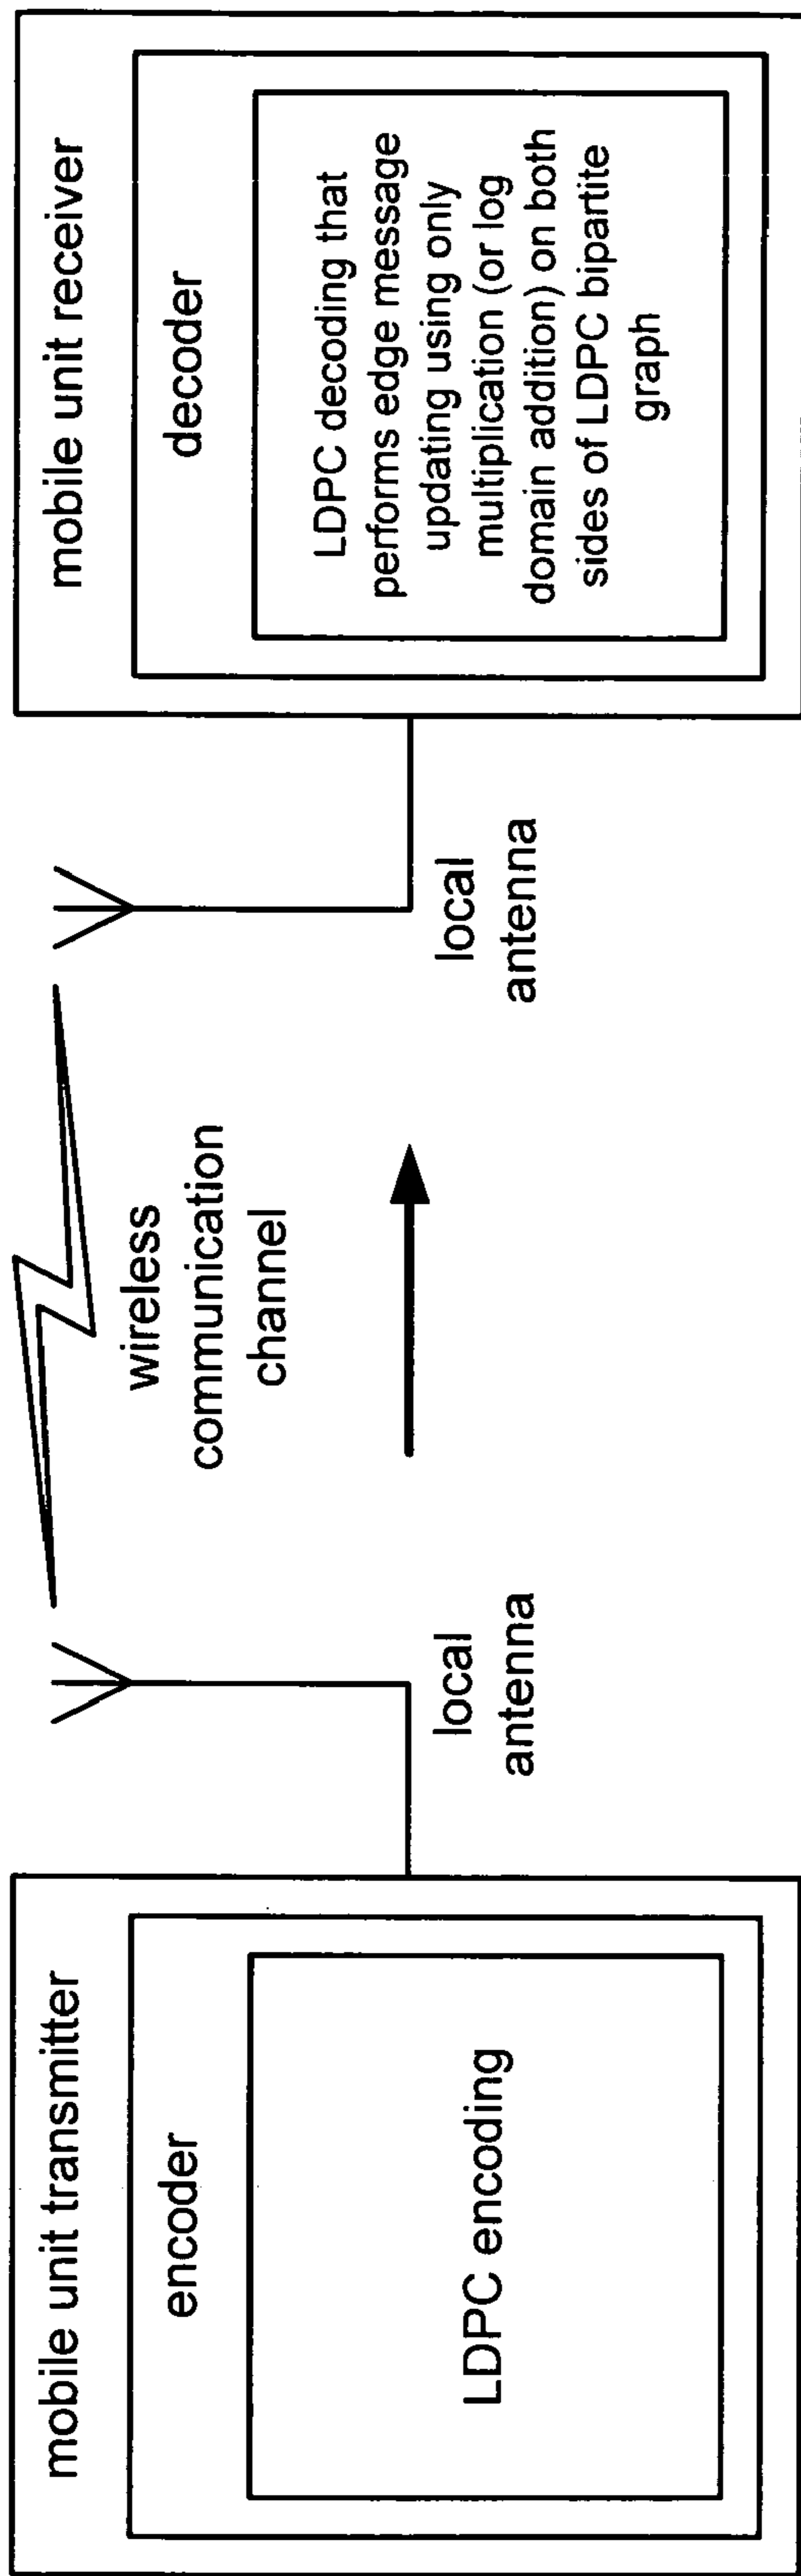 mobile unit transmitter
encoder
LDPC encoding
local
antenna
wireless
communication
channel
local
antenna
mobile unit receiver
decoder
LDPC decoding that
performs edge message
updating using only
multiplication (or log
domain addition) on both
sides of LDPC bipartite
graph